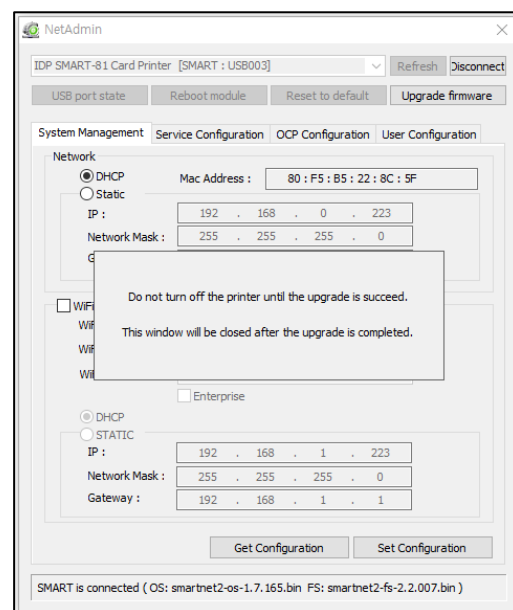 NetAdmin
IDP SMART-81 Card Printer [SMART : USB003] Refresh Disconnect
USB port state Reboot module Reset to default Upgrade firmware
System Management Service Configuration OCP Configuration User Configuration
Network
DHCP Mac Address : 80 : F5 : B5 : 22 : 8C : 5F
Static
IP : 192 . 168 . 0 . 223
Network Mask : 255 . 255 . 255 . 0
Do not turn off the printer until the upgrade is succeed.
This window will be closed after the upgrade is completed.
Enterprise
DHCP
STATIC
IP : 192 . 168 . 1 . 223
Network Mask : 255 . 255 . 255 . 0
Gateway : 192 . 168 . 1 . 1
Get Configuration Set Configuration
SMART is connected ( OS: smartnet2-os-1.7.165.bin FS: smartnet2-fs-2.2.007.bin )